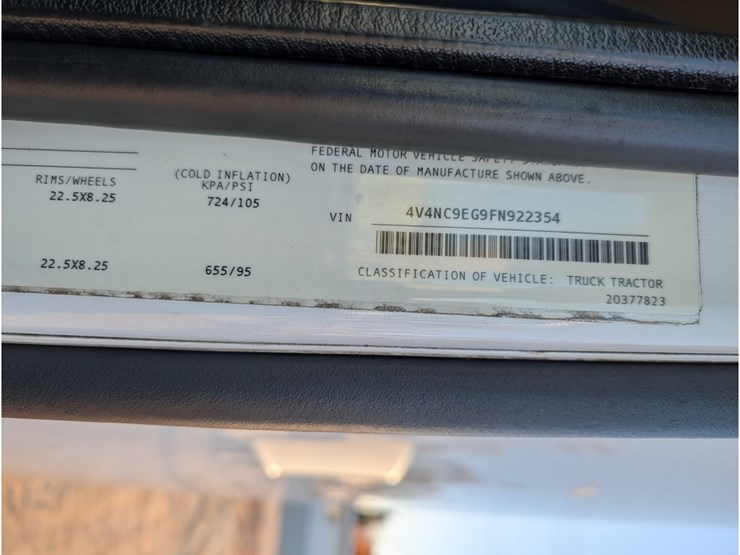 RIMS/WHEELS
22.5X8.25
22.5X8.25
(COLD INFLATION)
KPA/PSI
724/105
655/95
FEDERAL MOTOR VEHICLE SAFETY
ON THE DATE OF MANUFACTURE SHOWN ABOVE.
VIN 4V4NC9EG9FN922354
CLASSIFICATION OF VEHICLE: TRUCK TRACTOR
20377823